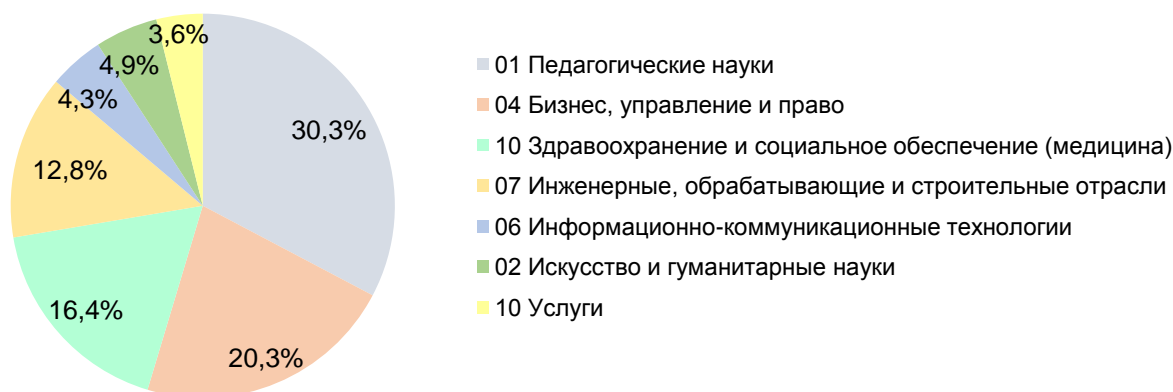 3,6%
4,9%
4,3%
30,3%
12,8%
16,4%
20,3%
01 Педагогические науки
04 Бизнес, управление и право
10 Здравоохранение и социальное обеспечение (медицина)
07 Инженерные, обрабатывающие и строительные отрасли
06 Информационно-коммуникационные технологии
02 Искусство и гуманитарные науки
10 Услуги